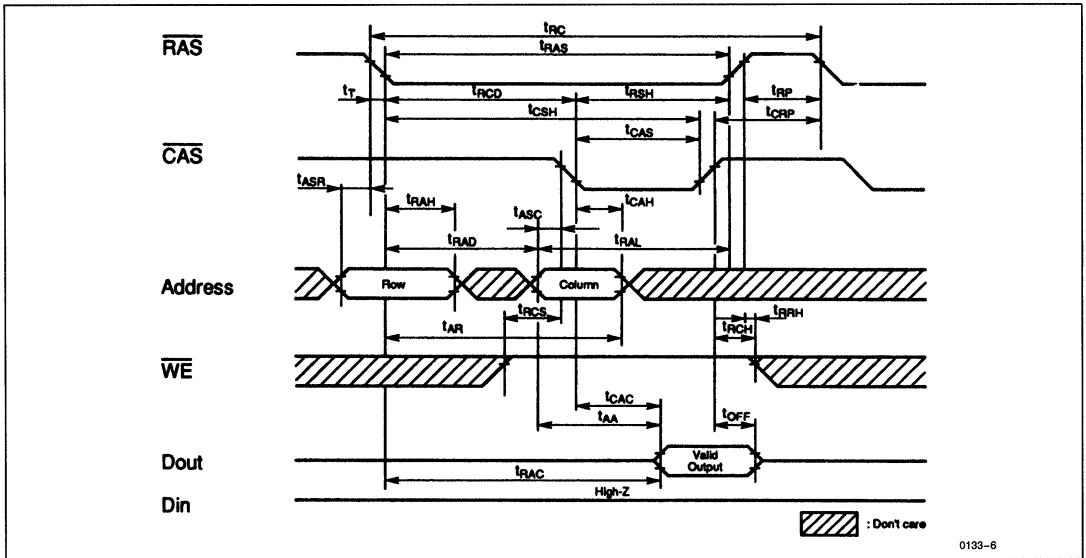 tRC
RAS
tRAS
tT
tRCD
tRSH
tRP
tCSH
tCRP
tCAS
CAS
tASR
tRAH
tASC
tCAH
tRAD
tRAL
Address
Row
Column
tRCS
tRRH
tAR
tRCH
WE
tCAC
tAA
tOFF
Dout
Valid
Output
tRAC
High-Z
Din
: Don't care
0133–6